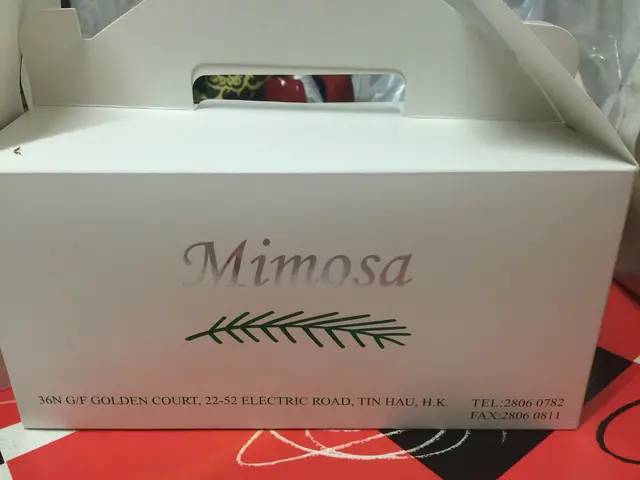 Mimosa
36N G/F GOLDEN COURT, 22-52 ELECTRIC ROAD, TIN HAU, H.K. TEL:2806 0782
FAX:2806 0811